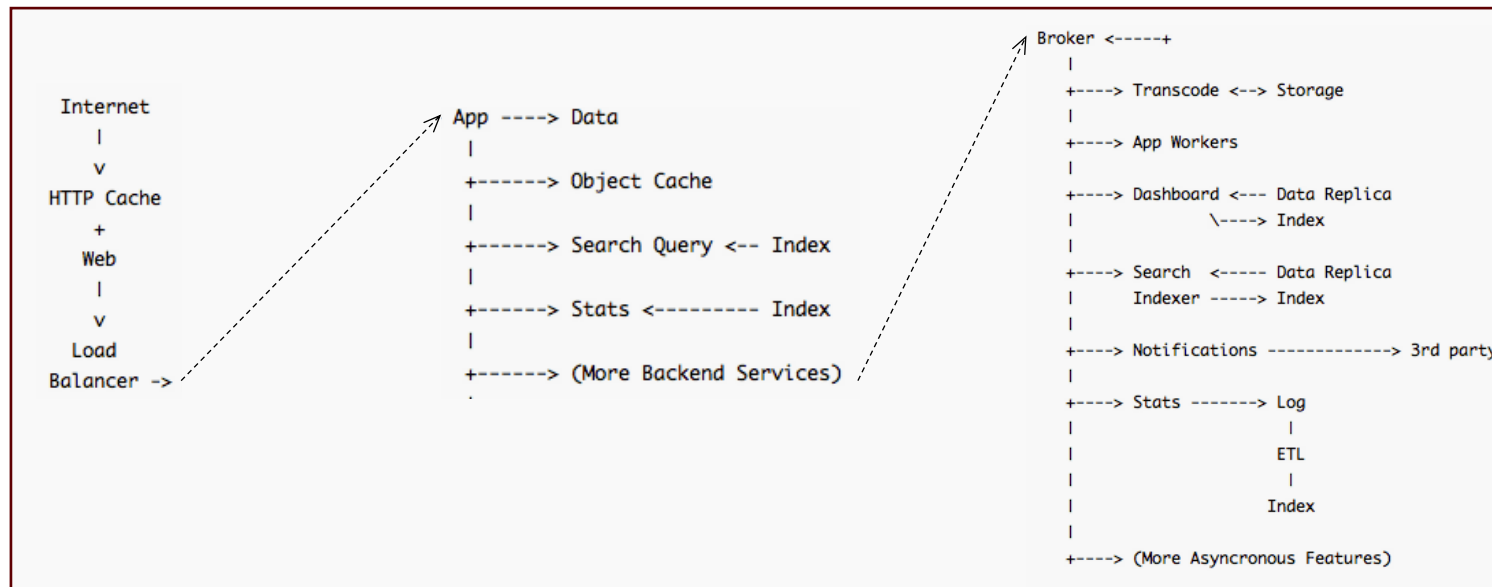 Internet
|
v
HTTP Cache
+
Web
|
v
Load
Balancer ->
App ----> Data
|
+------> Object Cache
|
+------> Search Query <-- Index
|
+------> Stats <--------- Index
|
+------> (More Backend Services)
Broker <-----+
|
+----> Transcode <--> Storage
|
+----> App Workers
|
+----> Dashboard <--- Data Replica
| \----> Index
|
+----> Search <----- Data Replica
| Indexer -----> Index
|
+----> Notifications -------------> 3rd party
|
+----> Stats -------> Log
| |
| ETL
| |
| Index
|
+----> (More Asyncronous Features)